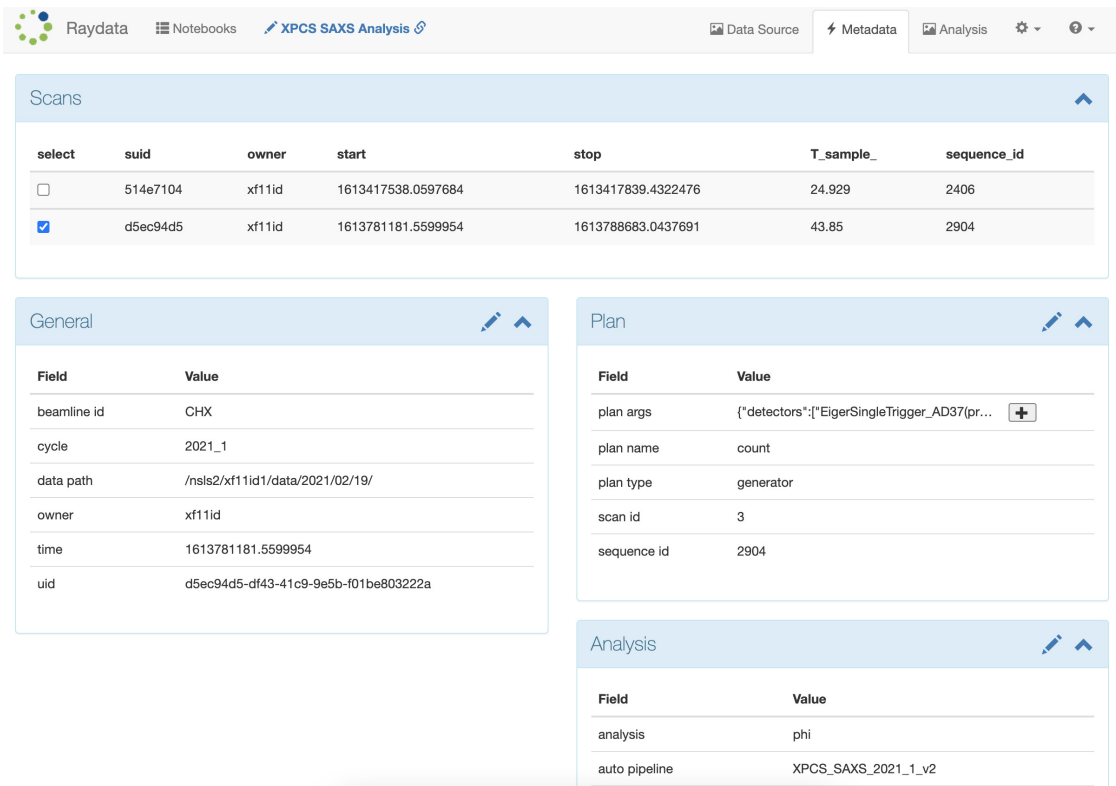 Raydata Notebooks XPCS SAXS Analysis Data Source Metadata Analysis
Scans
select suid owner start stop T_sample_ sequence_id
514e7104 xf11id 1613417538.0597684 1613417839.4322476 24.929 2406
d5ec94d5 xf11id 1613781181.5599954 1613788683.0437691 43.85 2904
General
Field Value
beamline id CHX
cycle 2021_1
data path /nsls2/xf11id1/data/2021/02/19/
owner xf11id
time 1613781181.5599954
uid d5ec94d5-df43-41c9-9e5b-f01be803222a
Plan
Field Value
plan args {"detectors":["EigerSingleTrigger_AD37(pr...
plan name count
plan type generator
scan id 3
sequence id 2904
Analysis
Field Value
analysis phi
auto pipeline XPCS_SAXS_2021_1_v2